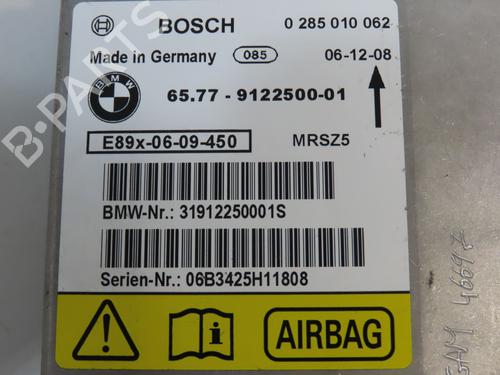 BOSCH 0 285 010 062
Made in Germany 085 06-12-08
BMW
65.77 - 9122500-01
E89x-06-09-450 MRSZ5
BMW-Nr.: 31912250001S
Serien-Nr.: 06B3425H11808
AIRBAG
B-PARTS